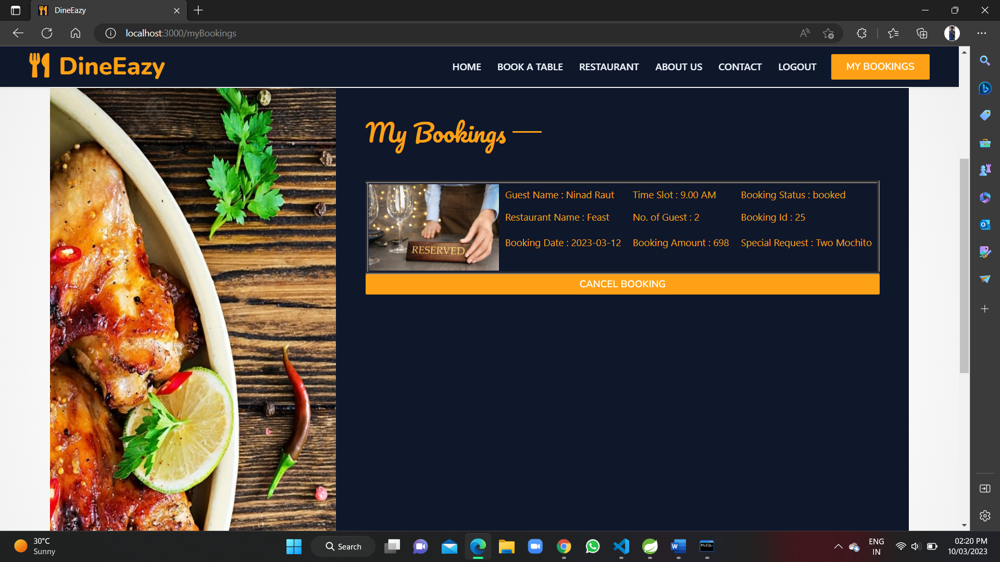 DineEazy
localhost:3000/myBookings
DineEazy
HOME BOOK A TABLE RESTAURANT ABOUT US CONTACT LOGOUT MY BOOKINGS
My Bookings
Guest Name : Ninad Raut Time Slot : 9.00 AM Booking Status : booked
Restaurant Name : Feast No. of Guest : 2 Booking Id : 25
Booking Date : 2023-03-12 Booking Amount : 698 Special Request : Two Mochito
RESERVED
CANCEL BOOKING
30°C
Sunny
Search
MySQL
ENG
IN
02:20 PM
10/03/2023